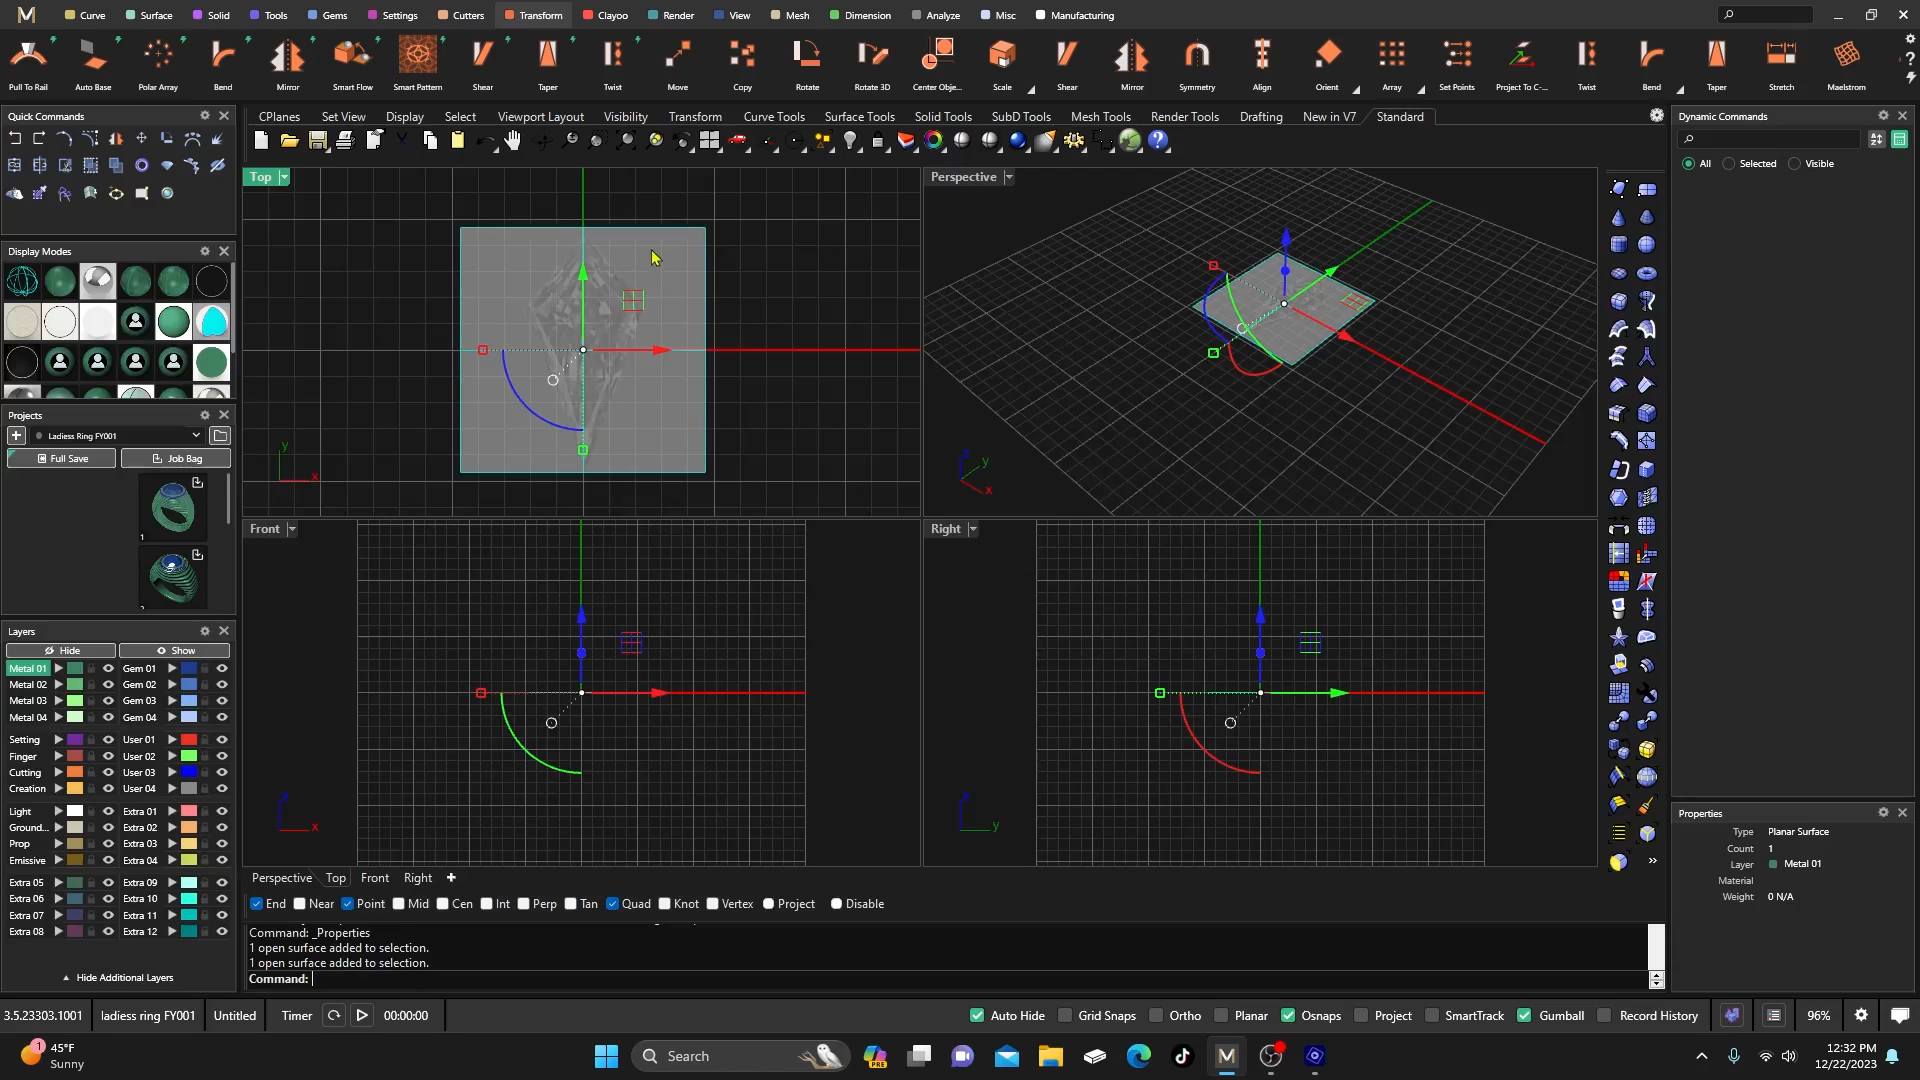 Curve Surface Solid Tools Gems Settings Cutters Transform Clayoo Render View Mesh Dimension Analyze Misc Manufacturing
Pull To Rail Auto Base Polar Array Bend Mirror Smart Flow Smart Pattern Shear Taper Twist Move Copy Rotate Rotate 3D Center Obje... Scale Shear Mirror Symmetry Align Orient Array Set Points Project To C-... Twist Bend Taper Stretch Maelstrom
Quick Commands
CPlanes Set View Display Select Viewport Layout Visibility Transform Curve Tools Surface Tools Solid Tools SubD Tools Mesh Tools Render Tools Drafting New in V7 Standard
Dynamic Commands
All Selected Visible
Top
Perspective
Display Modes
Projects
Ladiess Ring FY001
Full Save Job Bag
1
2
y
x
z
y
x
Front
Right
z
x
z
y
Layers
Hide Show
Metal 01 Gem 01
Metal 02 Gem 02
Metal 03 Gem 03
Metal 04 Gem 04
Setting User 01
Finger User 02
Cutting User 03
Creation User 04
Light Extra 01
Ground... Extra 02
Prop Extra 03
Emissive Extra 04
Extra 05 Extra 09
Extra 06 Extra 10
Extra 07 Extra 11
Extra 08 Extra 12
Hide Additional Layers
Perspective Top Front Right
End Near Point Mid Cen Int Perp Tan Quad Knot Vertex Project Disable
Command: _Properties
1 open surface added to selection.
1 open surface added to selection.
Command:
Properties
Type Planar Surface
Count 1
Layer Metal 01
Material
Weight 0 N/A
3.5.23303.1001 ladiess ring FY001 Untitled Timer 00:00:00 Auto Hide Grid Snaps Ortho Planar Osnaps Project SmartTrack Gumball Record History 96%
1
45°F
Sunny
Search
PRE
12:32 PM
12/22/2023